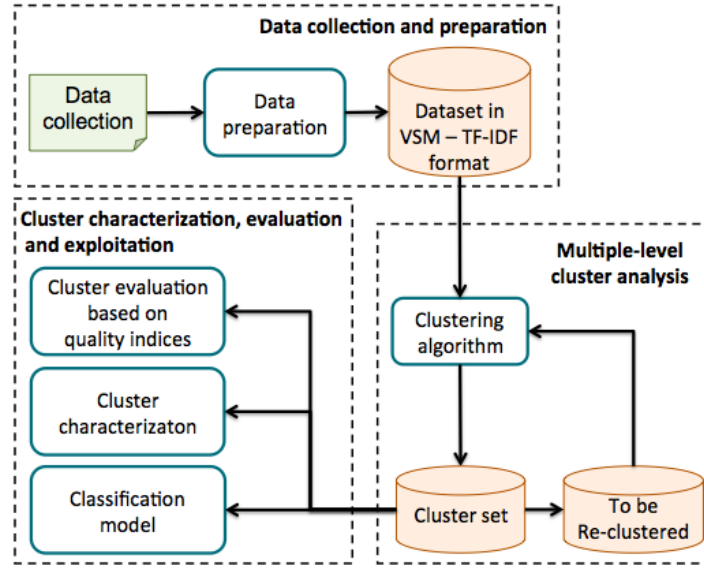 Data collection and preparation
Data
collection
Data
preparation
Dataset in
VSM – TF-IDF
format
Cluster characterization, evaluation
and exploitation
Cluster evaluation
based on
quality indices
Cluster
characterizaton
Classification
model
Multiple-level
cluster analysis
Clustering
algorithm
Cluster set
To be
Re-clustered